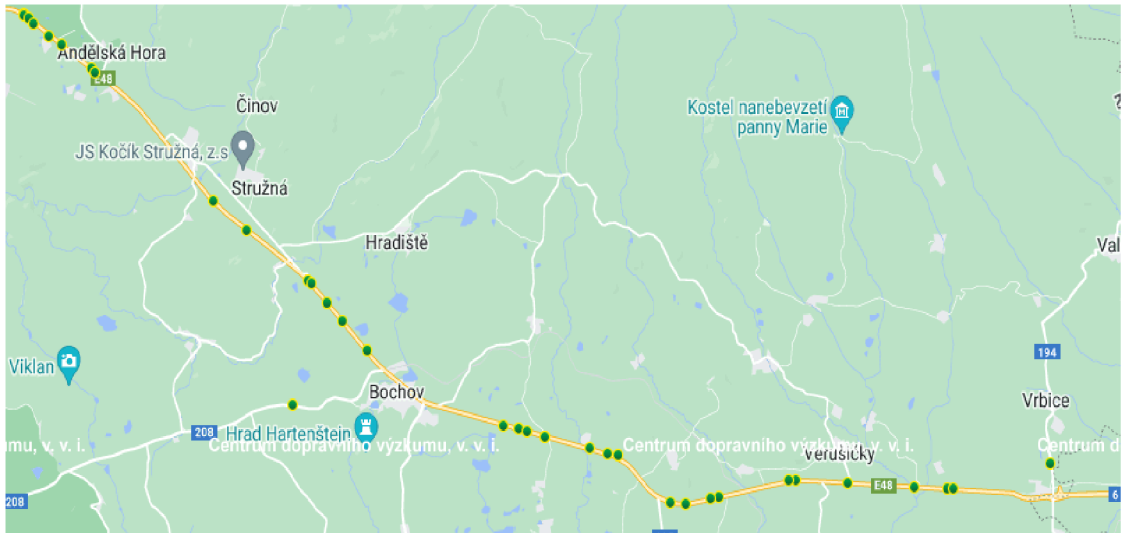 Andělská Hora
E48
Činov
Kostel nanebevzetí
panny Marie
JS Kočík Stružná, z.s
Stružná
Hradiště
Val
194
Viklan
Bochov
Vrbice
208
Hrad Hartenštejn
umu, v. v. i.
Centrum dopravního výzkumu, v. v. i.
Centrum dopravního výzkumu, v. v. i.
Centrum d
Verušičky
E48
208
6